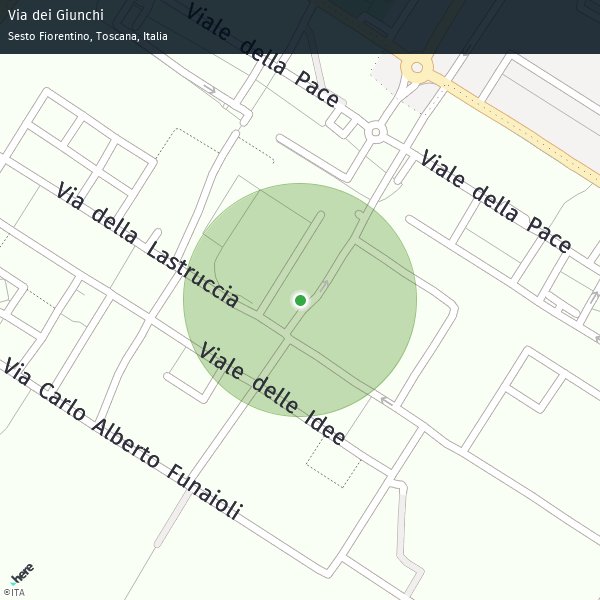 Via dei Giunchi
Sesto Fiorentino, Toscana, Italia
Viale della Pace
Viale della Pace
Via della Lastruccia
Viale delle Idee
Via Carlo Alberto Funaioli
here
©ITA